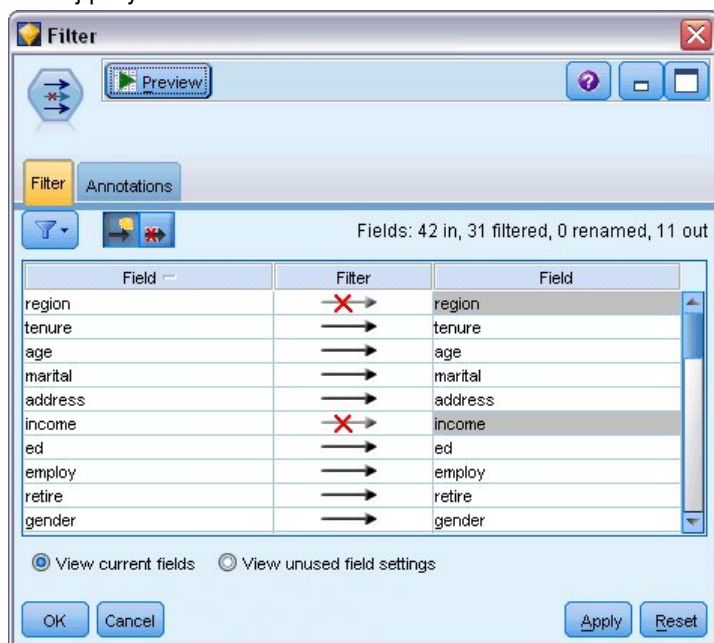 Filter
Preview
Filter Annotations
Fields: 42 in, 31 filtered, 0 renamed, 11 out
Field Filter Field
region region
tenure tenure
age age
marital marital
address address
income income
ed ed
employ employ
retire retire
gender gender
View current fields View unused field settings
OK Cancel Apply Reset